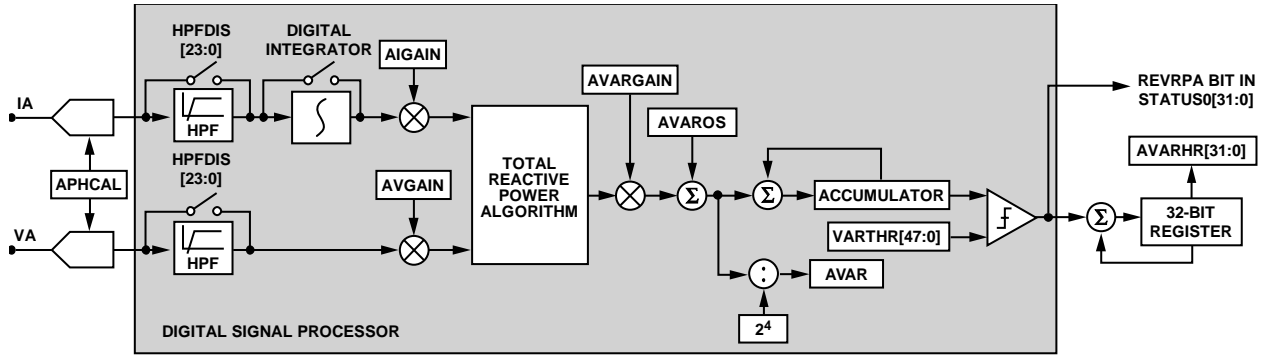 HPFDIS
[23:0]
DIGITAL
INTEGRATOR
AIGAIN
IA
HPF
APHCAL
HPFDIS
[23:0]
AVGAIN
VA
HPF
TOTAL
REACTIVE
POWER
ALGORITHM
AVARGAIN
AVAROS
Σ
Σ
ACCUMULATOR
VARTHR[47:0]
:
AVAR
2⁴
REVRPA BIT IN
STATUS0[31:0]
AVARHR[31:0]
Σ
32-BIT
REGISTER
DIGITAL SIGNAL PROCESSOR